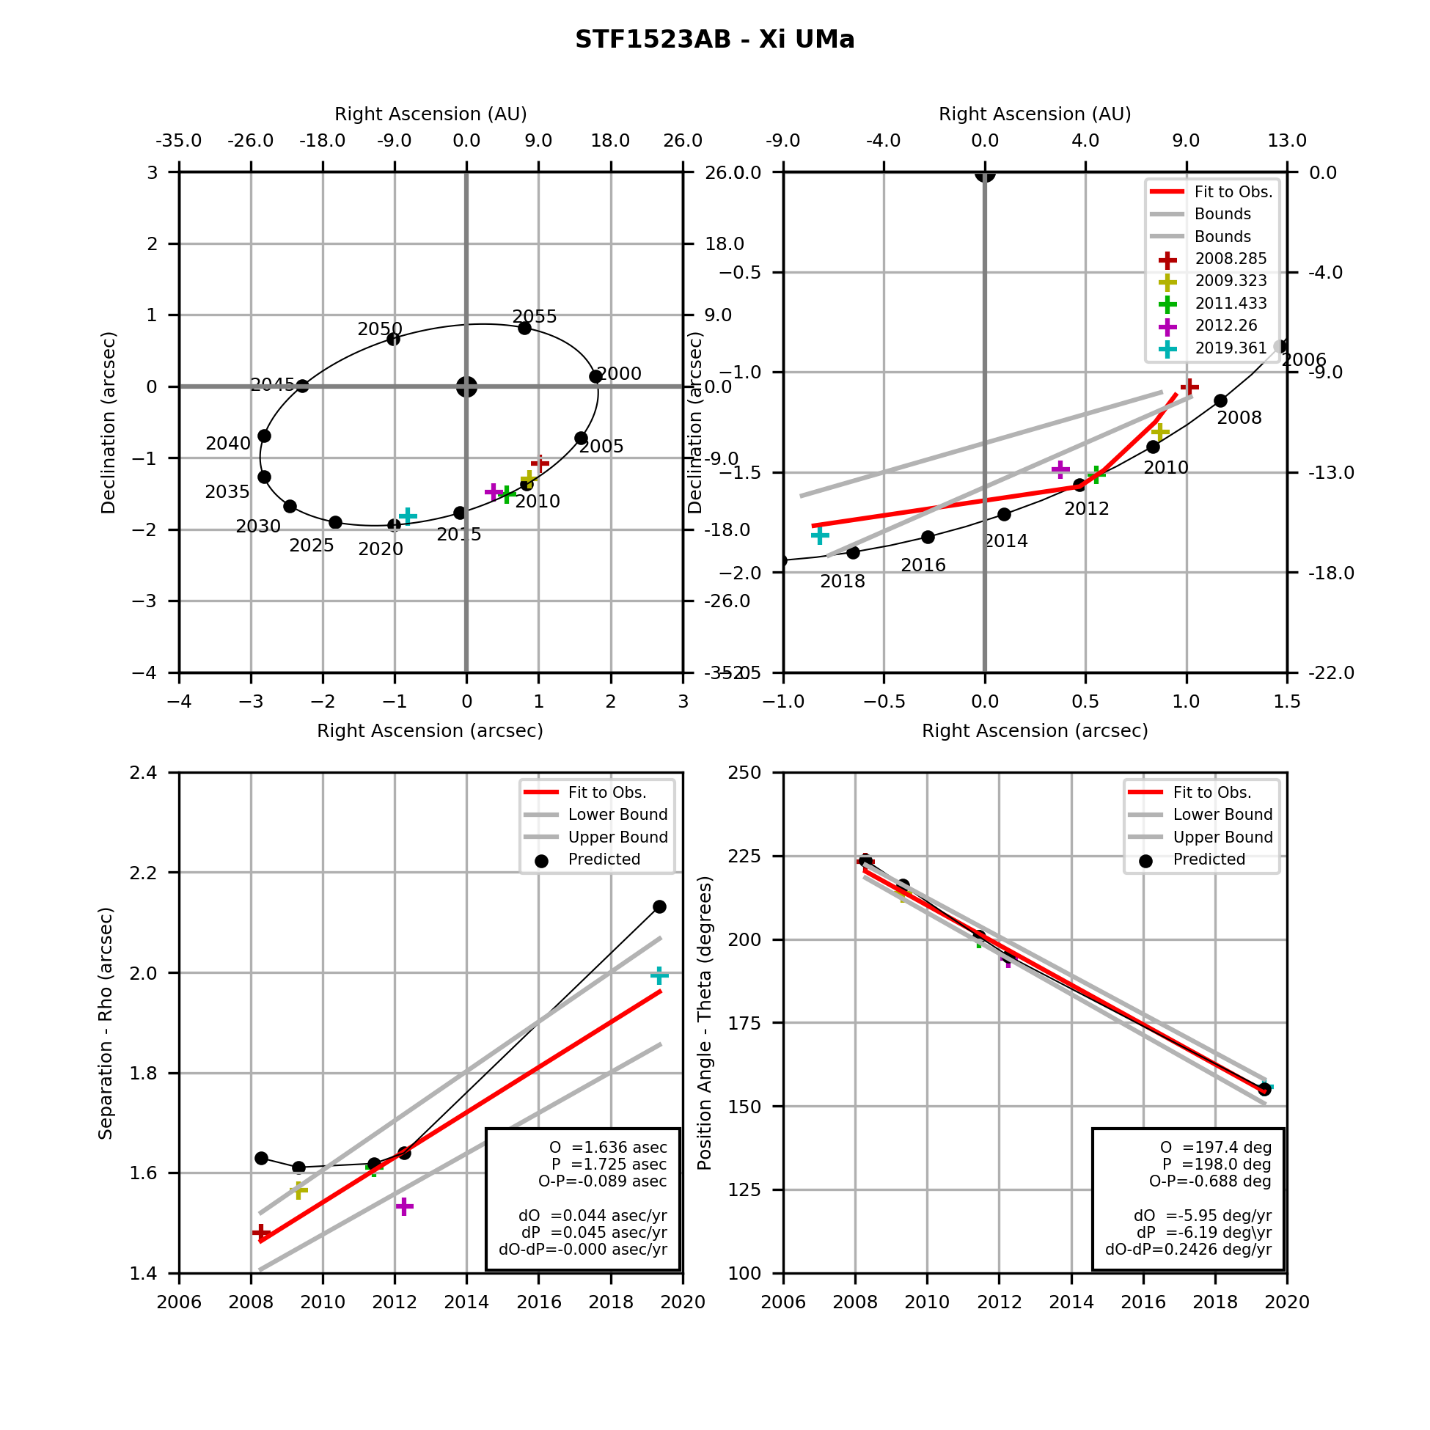 STF1523AB - Xi UMa
Right Ascension (AU)
-35.0 -26.0 -18.0 -9.0 0.0 9.0 18.0 26.0
3 2 1 0 −1 −2 −3 −4
Declination (arcsec)
26.0 18.0 9.0 0.0 -9.0 -18.0 -26.0 -35.0
2050
2055
2045
2000
2040
2005
2035
2010
2030
2015
2025
2020
−4 −3 −2 −1 0 1 2 3
Right Ascension (arcsec)
Right Ascension (AU)
-9.0 -4.0 0.0 4.0 9.0 13.0
0.0 −0.5 −1.0 −1.5 −2.0 −2.5
Declination (arcsec)
0.0 -4.0 -9.0 -13.0 -18.0 -22.0
Fit to Obs.
Bounds
Bounds
2008.285
2009.323
2011.433
2012.26
2019.361
2006
2008
2010
2012
2014
2016
2018
−1.0 −0.5 0.0 0.5 1.0 1.5
Right Ascension (arcsec)
2.4 2.2 2.0 1.8 1.6 1.4
Separation - Rho (arcsec)
Fit to Obs.
Lower Bound
Upper Bound
Predicted
O =1.636 asec
P =1.725 asec
O-P=-0.089 asec
dO =0.044 asec/yr
dP =0.045 asec/yr
dO-dP=-0.000 asec/yr
2006 2008 2010 2012 2014 2016 2018 2020
250 225 200 175 150 125 100
Position Angle - Theta (degrees)
Fit to Obs.
Lower Bound
Upper Bound
Predicted
O =197.4 deg
P =198.0 deg
O-P=-0.688 deg
dO =-5.95 deg/yr
dP =-6.19 deg\yr
dO-dP=0.2426 deg/yr
2006 2008 2010 2012 2014 2016 2018 2020